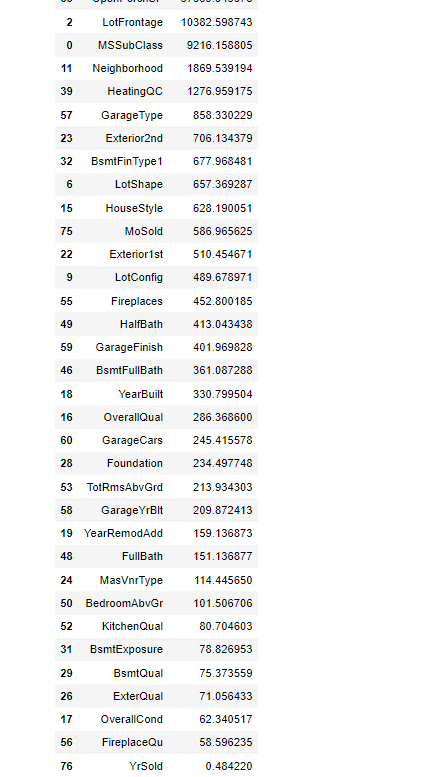 2 LotFrontage 10382.598743
0 MSSubClass 9216.158805
11 Neighborhood 1869.539194
39 HeatingQC 1276.959175
57 GarageType 858.330229
23 Exterior2nd 706.134379
32 BsmtFinType1 677.968481
6 LotShape 657.369287
15 HouseStyle 628.190051
75 MoSold 586.965625
22 Exterior1st 510.454671
9 LotConfig 489.678971
55 Fireplaces 452.800185
49 HalfBath 413.043438
59 GarageFinish 401.969828
46 BsmtFullBath 361.087288
18 YearBuilt 330.799504
16 OverallQual 286.368600
60 GarageCars 245.415578
28 Foundation 234.497748
53 TotRmsAbvGrd 213.934303
58 GarageYrBlt 209.872413
19 YearRemodAdd 159.136873
48 FullBath 151.136877
24 MasVnrType 114.445650
50 BedroomAbvGr 101.506706
52 KitchenQual 80.704603
31 BsmtExposure 78.826953
29 BsmtQual 75.373559
26 ExterQual 71.056433
17 OverallCond 62.340517
56 FireplaceQu 58.596235
76 YrSold 0.484220